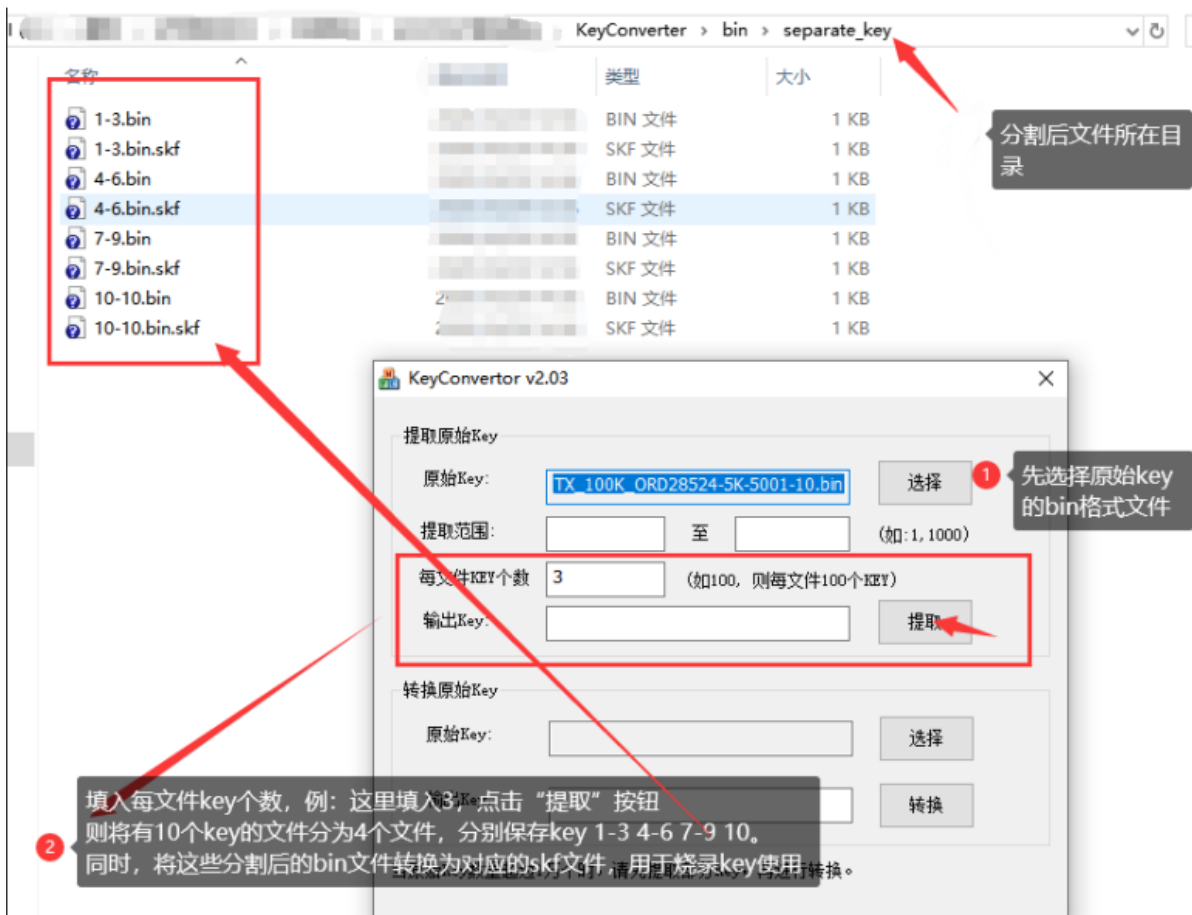 KeyConverter › bin › separate_key
名称
类型
大小
1-3.bin
BIN 文件
1 KB
1-3.bin.skf
SKF 文件
1 KB
4-6.bin
BIN 文件
1 KB
4-6.bin.skf
SKF 文件
1 KB
7-9.bin
BIN 文件
1 KB
7-9.bin.skf
SKF 文件
1 KB
10-10.bin
BIN 文件
1 KB
10-10.bin.skf
SKF 文件
1 KB
分割后文件所在目
录
KeyConvertor v2.03
提取原始Key
原始Key:
TX_100K_ORD28524-5K-5001-10.bin
选择
1
先选择原始key
的bin格式文件
提取范围:
至
(如:1,1000)
每文件KEY个数
3
(如100, 则每文件100个KEY)
输出Key:
提取
转换原始Key
原始Key:
选择
转换
2
填入每文件key个数，例：这里填入3，点击“提取”按钮
则将有10个key的文件分为4个文件，分别保存key 1-3 4-6 7-9 10。
同时，将这些分割后的bin文件转换为对应的skf文件，用于烧录key使用